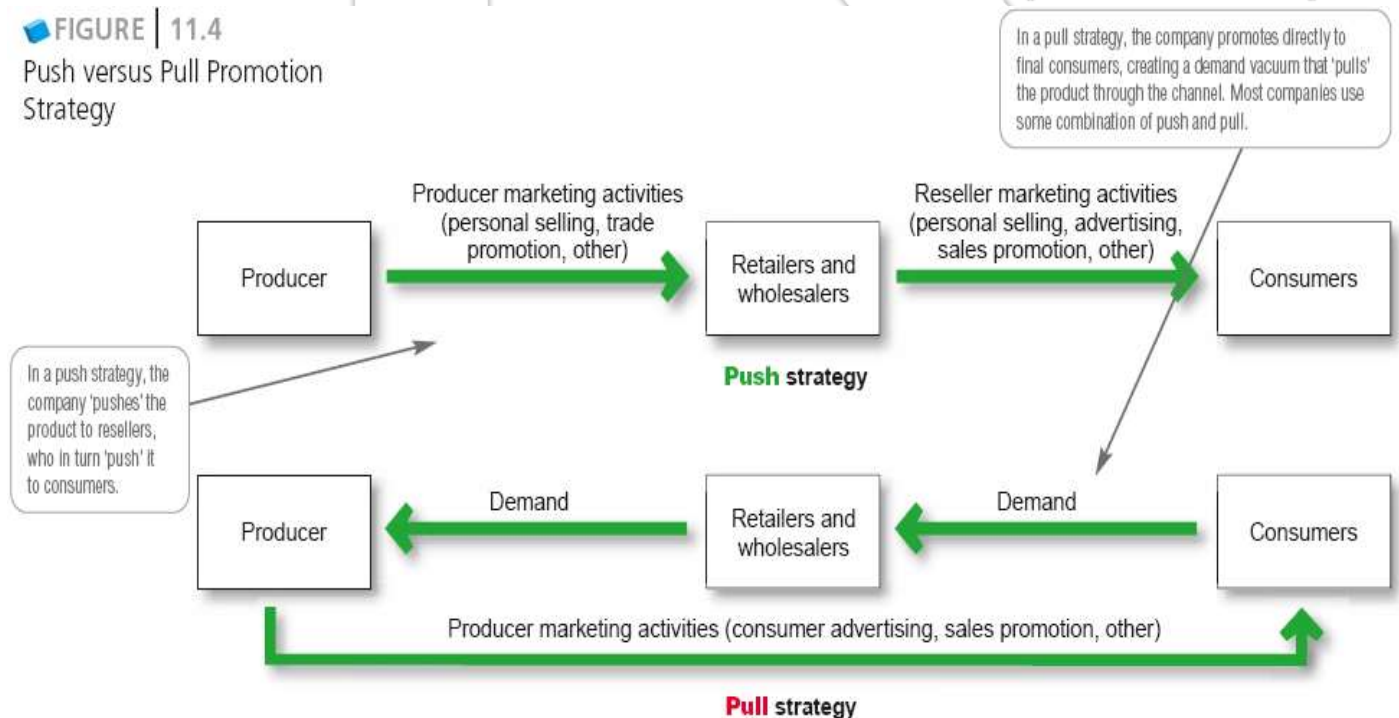 FIGURE | 11.4
Push versus Pull Promotion
Strategy
In a pull strategy, the company promotes directly to
final consumers, creating a demand vacuum that ‘pulls’
the product through the channel. Most companies use
some combination of push and pull.
Producer marketing activities
(personal selling, trade
promotion, other)
Reseller marketing activities
(personal selling, advertising,
sales promotion, other)
Producer
Retailers and
wholesalers
Consumers
In a push strategy, the
company ‘pushes’ the
product to resellers,
who in turn ‘push’ it
to consumers.
Push strategy
Demand
Demand
Producer
Retailers and
wholesalers
Consumers
Producer marketing activities (consumer advertising, sales promotion, other)
Pull strategy